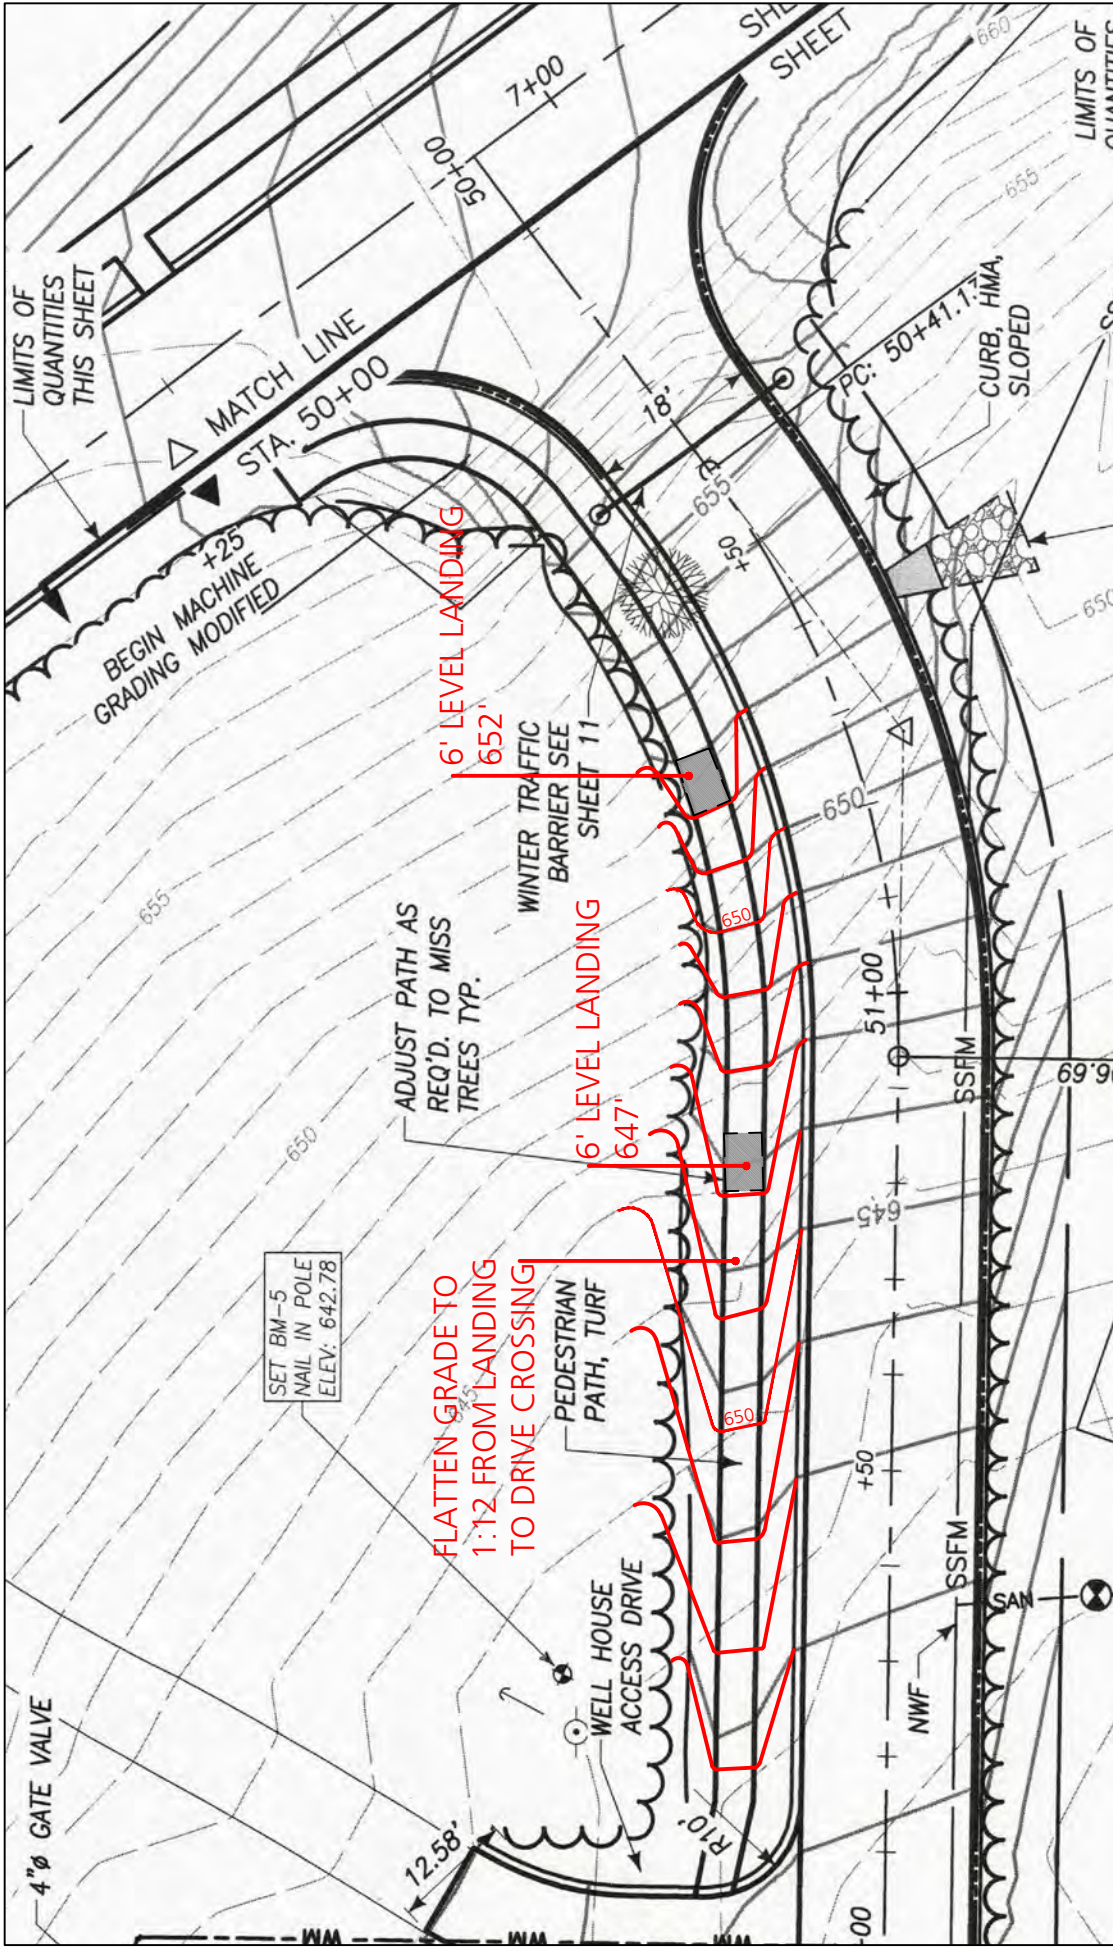 SHEET
LIMITS OF
660
7+00
50+00
655
LIMITS OF
QUANTITIES
THIS SHEET
MATCH LINE
STA. 50+00
18'
PC: 50+41.1
CURB, HMA,
SLOPED
+25
BEGIN MACHINE
GRADING MODIFIED
655
+50
650
6' LEVEL LANDING
652'
WINTER TRAFFIC
BARRIER SEE
SHEET 11
650
655
ADJUST PATH AS
REQ'D. TO MISS
TREES TYP.
650
6' LEVEL LANDING
647'
51+00
SSFM
96.69
650
645
SET BM-5
NAIL IN POLE
ELEV: 642.78
645
FLATTEN GRADE TO
1:12 FROM LANDING
TO DRIVE CROSSING
PEDESTRIAN
PATH, TURF
650
+50
SSFM
SAN
NWF
WELL HOUSE
ACCESS DRIVE
4"ø GATE VALVE
12.58'
R10'
WM
WM
WM